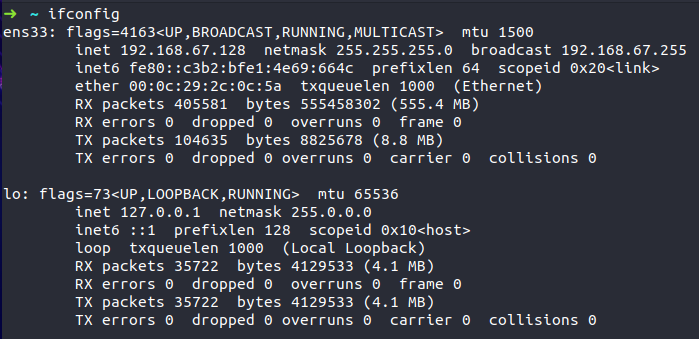 ➜ ~ ifconfig
ens33: flags=4163<UP,BROADCAST,RUNNING,MULTICAST>  mtu 1500
        inet 192.168.67.128  netmask 255.255.255.0  broadcast 192.168.67.255
        inet6 fe80::c3b2:bfe1:4e69:664c  prefixlen 64  scopeid 0x20<link>
        ether 00:0c:29:2c:0c:5a  txqueuelen 1000  (Ethernet)
        RX packets 405581  bytes 555458302 (555.4 MB)
        RX errors 0  dropped 0  overruns 0  frame 0
        TX packets 104635  bytes 8825678 (8.8 MB)
        TX errors 0  dropped 0 overruns 0  carrier 0  collisions 0

lo: flags=73<UP,LOOPBACK,RUNNING>  mtu 65536
        inet 127.0.0.1  netmask 255.0.0.0
        inet6 ::1  prefixlen 128  scopeid 0x10<host>
        loop  txqueuelen 1000  (Local Loopback)
        RX packets 35722  bytes 4129533 (4.1 MB)
        RX errors 0  dropped 0  overruns 0  frame 0
        TX packets 35722  bytes 4129533 (4.1 MB)
        TX errors 0  dropped 0 overruns 0  carrier 0  collisions 0